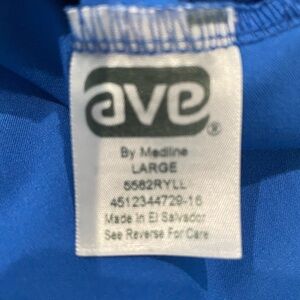 ave®
By Medline
LARGE
5582RYLL
4512344729-16
Made In El Salvador
See Reverse For Care